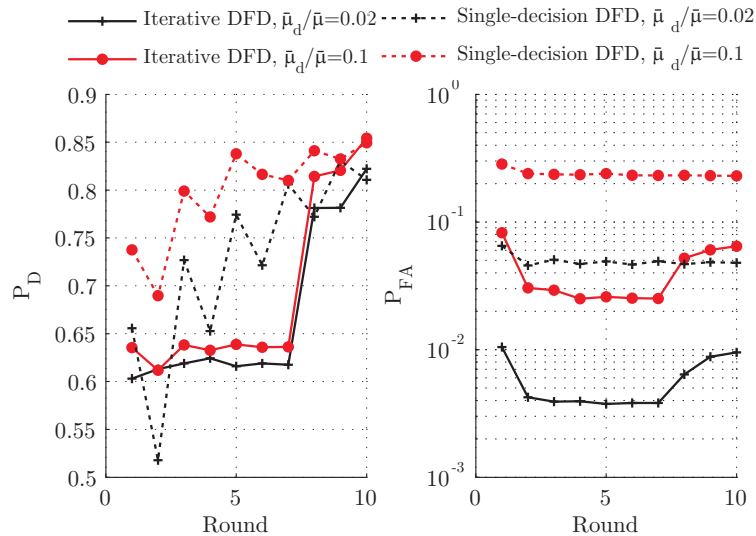 Iterative DFD, μ̄_d/μ̄=0.02
Single-decision DFD, μ̄_d/μ̄=0.02
Iterative DFD, μ̄_d/μ̄=0.1
Single-decision DFD, μ̄_d/μ̄=0.1
0.9
0.85
0.8
0.75
0.7
0.65
0.6
0.55
0.5
P_D
0
5
10
Round
10^0
10^-1
10^-2
10^-3
P_FA
0
5
10
Round